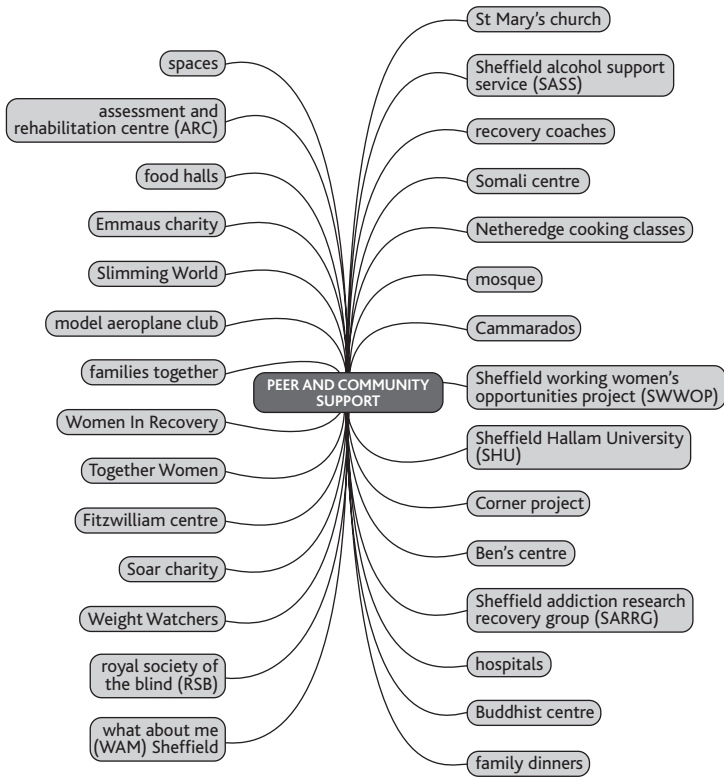 spaces
assessment and
rehabilitation centre (ARC)
food halls
Emmaus charity
Slimming World
model aeroplane club
families together
Women In Recovery
Together Women
Fitzwilliam centre
Soar charity
Weight Watchers
royal society of
the blind (RSB)
what about me
(WAM) Sheffield
PEER AND COMMUNITY
SUPPORT
St Mary's church
Sheffield alcohol support
service (SASS)
recovery coaches
Somali centre
Netheredge cooking classes
mosque
Cammarados
Sheffield working women's
opportunities project (SWWOP)
Sheffield Hallam University
(SHU)
Corner project
Ben's centre
Sheffield addiction research
recovery group (SARRG)
hospitals
Buddhist centre
family dinners